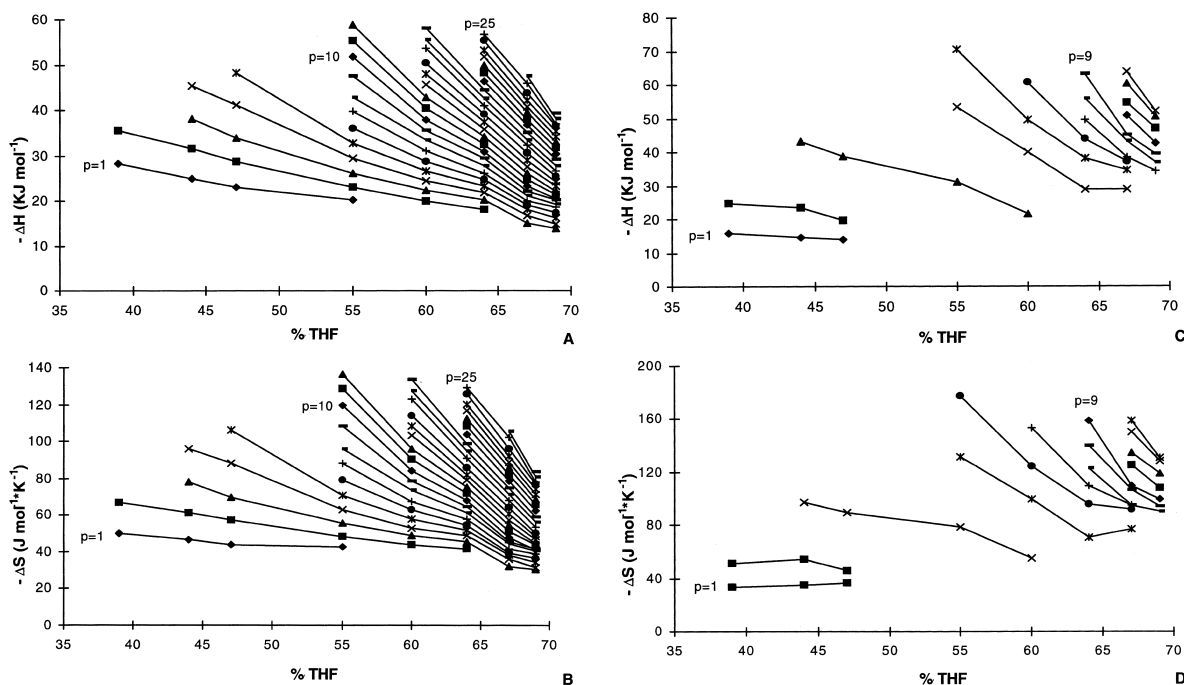 60
50
40
30
20
10
0
- ΔH (KJ mol⁻¹)
p=1
p=10
p=25
35 40 45 50 55 60 65 70
% THF
A
140
120
100
80
60
40
20
0
- ΔS (J mol¹*K⁻¹)
p=1
p=10
p=25
35 40 45 50 55 60 65 70
% THF
B
80
70
60
50
40
30
20
10
0
- ΔH (KJ mol⁻¹)
p=1
p=9
35 40 45 50 55 60 65 70
% THF
C
200
160
120
80
40
0
- ΔS (J mol¹*K⁻¹)
p=1
p=9
35 40 45 50 55 60 65 70
% THF
D